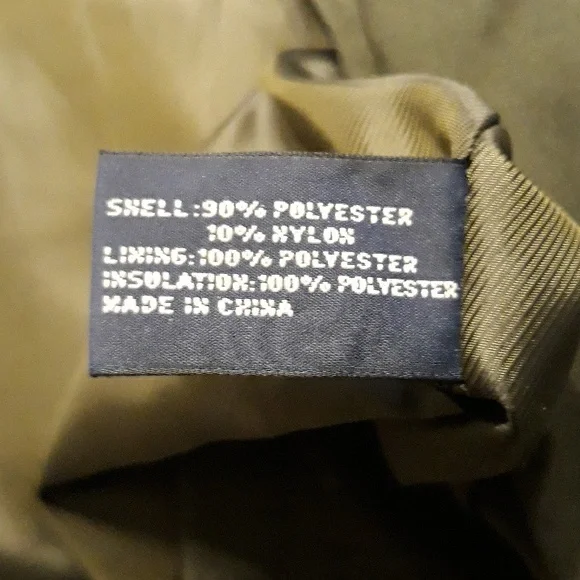 SHELL:90% POLYESTER
10% NYLON
LINING:100% POLYESTER
INSULATION:100% POLYESTER
MADE IN CHINA